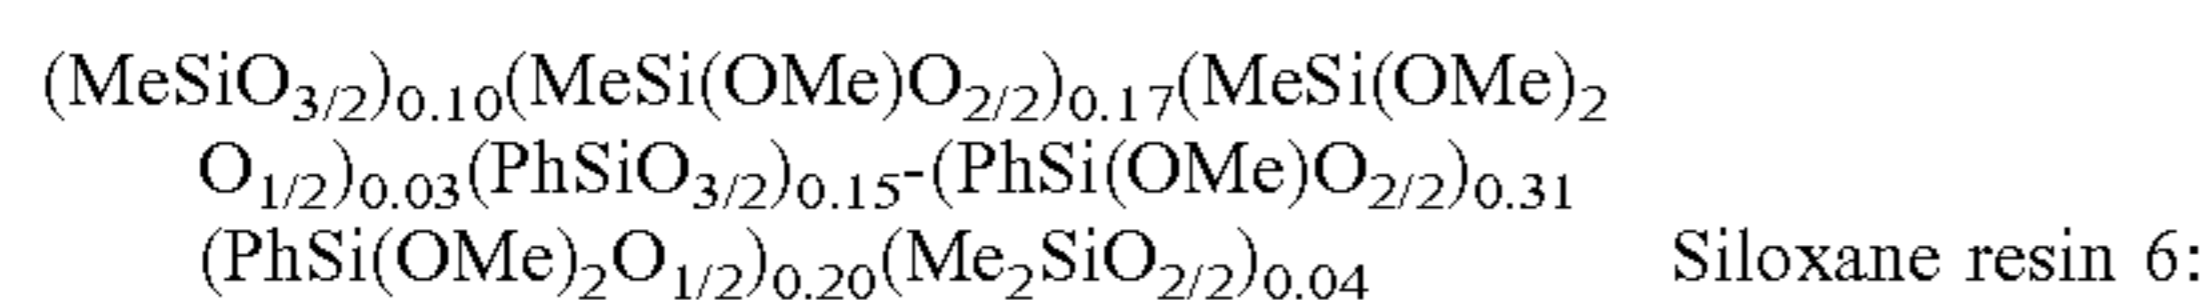 (MeSiO3/2)0.10(MeSi(OMe)O2/2)0.17(MeSi(OMe)2
O1/2)0.03(PhSiO3/2)0.15-(PhSi(OMe)O2/2)0.31
(PhSi(OMe)2O1/2)0.20(Me2SiO2/2)0.04 Siloxane resin 6: